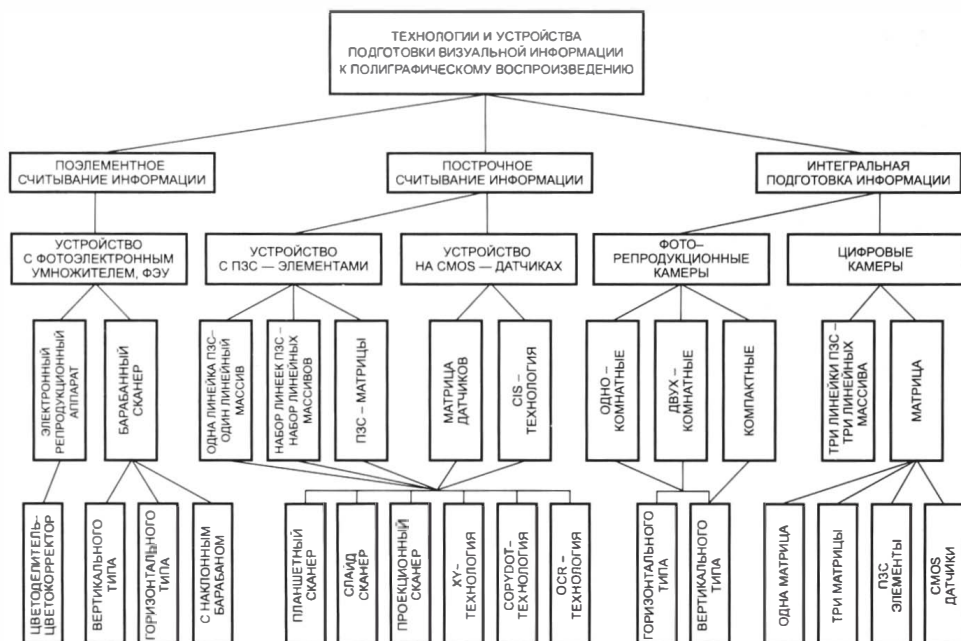 ТЕХНОЛОГИИ И УСТРОЙСТВА
ПОДГОТОВКИ ВИЗУАЛЬНОЙ ИНФОРМАЦИИ
К ПОЛИГРАФИЧЕСКОМУ ВОСПРОИЗВЕДЕНИЮ
ПОЭЛЕМЕНТНОЕ
СЧИТЫВАНИЕ ИНФОРМАЦИИ
ПОСТРОЧНОЕ
СЧИТЫВАНИЕ ИНФОРМАЦИИ
ИНТЕГРАЛЬНАЯ
ПОДГОТОВКА ИНФОРМАЦИИ
УСТРОЙСТВО
С ФОТОЭЛЕКТРОННЫМ
УМНОЖИТЕЛЕМ, ФЭУ
УСТРОЙСТВО
С ПЗС — ЭЛЕМЕНТАМИ
УСТРОЙСТВО
НА CMOS — ДАТЧИКАХ
ФОТО–
РЕПРОДУКЦИОННЫЕ
КАМЕРЫ
ЦИФРОВЫЕ
КАМЕРЫ
ЭЛЕКТРОННЫЙ
РЕПРОДУКЦИОННЫЙ
АППАРАТ
БАРАБАННЫЙ
СКАНЕР
ОДНА ЛИНЕЙКА ПЗС–
ОДИН ЛИНЕЙНЫЙ
МАССИВ
НАБОР ЛИНЕЕК ПЗС –
НАБОР ЛИНЕЙНЫХ
МАССИВОВ
ПЗС – МАТРИЦЫ
МАТРИЦА
ДАТЧИКОВ
CIS –
ТЕХНОЛОГИЯ
ОДНО –
КОМНАТНЫЕ
ДВУХ –
КОМНАТНЫЕ
КОМПАКТНЫЕ
ТРИ ЛИНЕЙКИ ПЗС –
ТРИ ЛИНЕЙНЫХ
МАССИВА
МАТРИЦА
ЦВЕТОДЕЛИТЕЛЬ–
ЦВЕТОКОРРЕКТОР
ВЕРТИКАЛЬНОГО
ТИПА
ГОРИЗОНТАЛЬНОГО
ТИПА
С НАКЛОННЫМ
БАРАБАНОМ
ПЛАНШЕТНЫЙ
СКАНЕР
СЛАЙД
СКАНЕР
ПРОЕКЦИОННЫЙ
СКАНЕР
XY–
ТЕХНОЛОГИЯ
COPYDOT–
ТЕХНОЛОГИЯ
OCR –
ТЕХНОЛОГИЯ
ГОРИЗОНТАЛЬНОГО
ТИПА
ВЕРТИКАЛЬНОГО
ТИПА
ОДНА МАТРИЦА
ТРИ МАТРИЦЫ
ПЗС
ЭЛЕМЕНТЫ
CMOS
ДАТЧИКИ